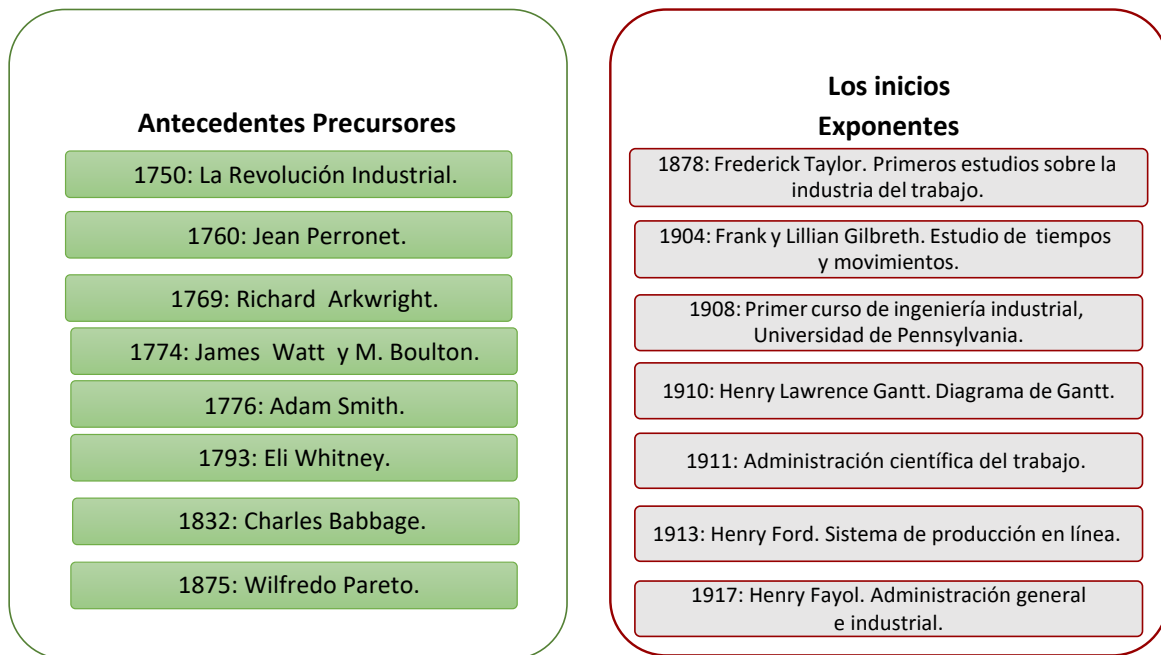 Antecedentes Precursores
1750: La Revolución Industrial.
1760: Jean Perronet.
1769: Richard Arkwright.
1774: James Watt y M. Boulton.
1776: Adam Smith.
1793: Eli Whitney.
1832: Charles Babbage.
1875: Wilfredo Pareto.
Los inicios
Exponentes
1878: Frederick Taylor. Primeros estudios sobre la
industria del trabajo.
1904: Frank y Lillian Gilbreth. Estudio de tiempos
y movimientos.
1908: Primer curso de ingeniería industrial,
Universidad de Pennsylvania.
1910: Henry Lawrence Gantt. Diagrama de Gantt.
1911: Administración científica del trabajo.
1913: Henry Ford. Sistema de producción en línea.
1917: Henry Fayol. Administración general
e industrial.